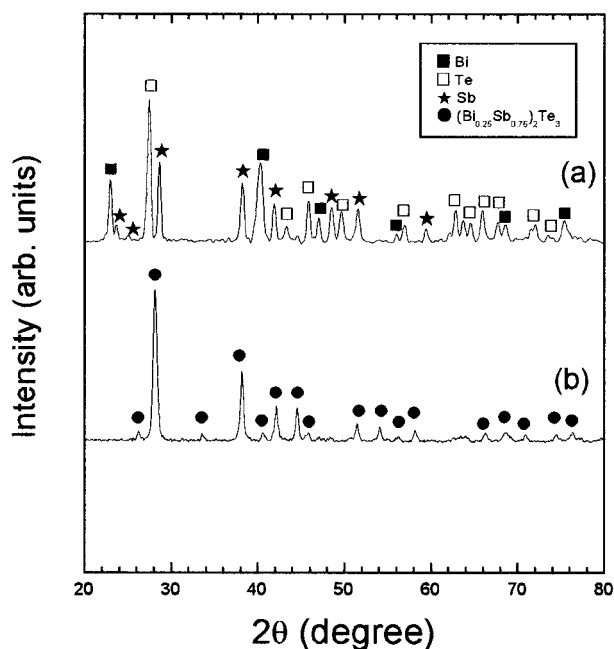 Bi
Te
Sb
(Bi0.25Sb0.75)2Te3
(a)
(b)
Intensity (arb. units)
20 30 40 50 60 70 80
2θ (degree)